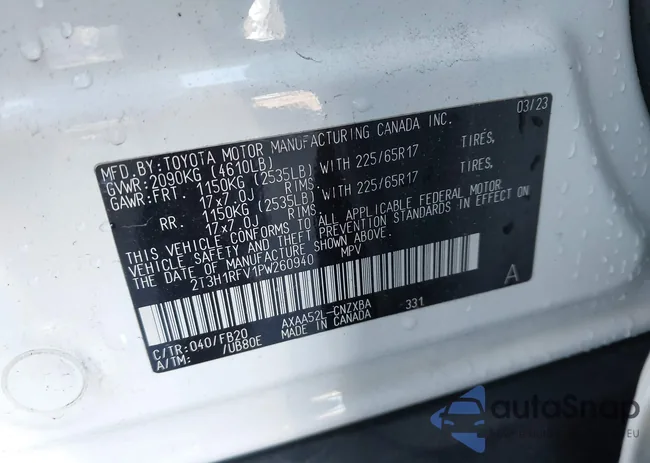 03/23
MFD.BY:TOYOTA MOTOR MANUFACTURING CANADA INC.
GVWR:2090KG (4610LB)
GAWR:FRT. 1150KG (2535LB) WITH 225/65R17 TIRES,
17x7.0J RIMS.
RR. 1150KG (2535LB) WITH 225/65R17 TIRES,
17x7.0J RIMS.
THIS VEHICLE CONFORMS TO ALL APPLICABLE FEDERAL MOTOR
VEHICLE SAFETY AND THEFT PREVENTION STANDARDS IN EFFECT ON
THE DATE OF MANUFACTURE SHOWN ABOVE.
2T3H1RFV1PW260940 MPV
A
C/TR:040/FB20 AXAA52L-CNZXBA 331
A/TM: /UB80E MADE IN CANADA
autoSnap
EU